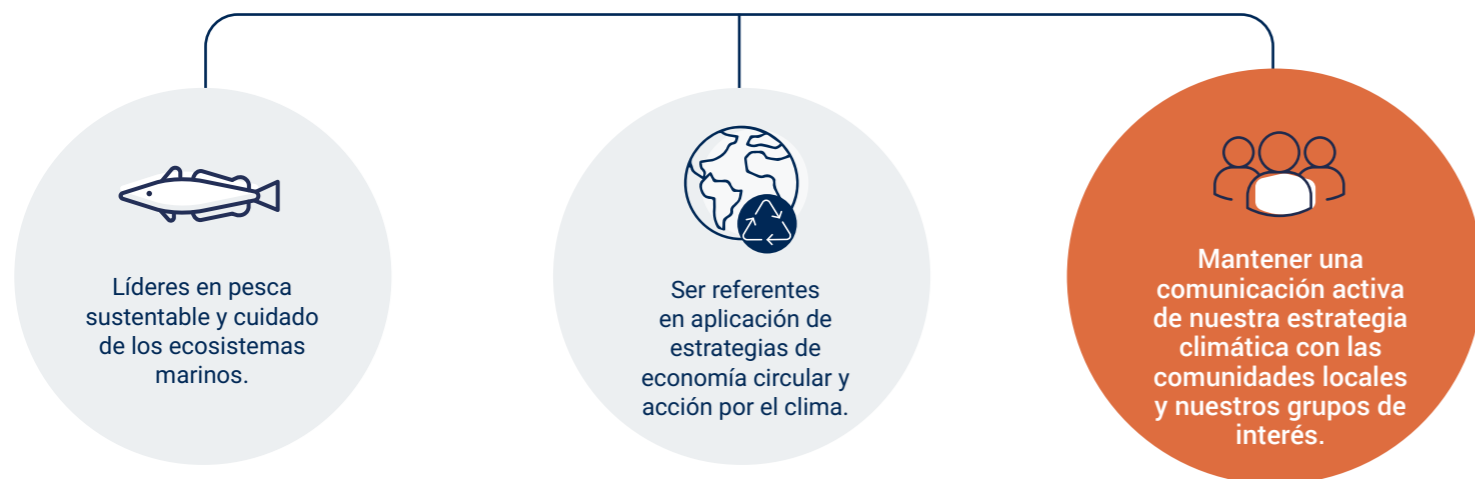 Líderes en pesca
sustentable y cuidado
de los ecosistemas
marinos.
Ser referentes
en aplicación de
estrategias de
economía circular y
acción por el clima.
Mantener una
comunicación activa
de nuestra estrategia
climática con las
comunidades locales
y nuestros grupos de
interés.